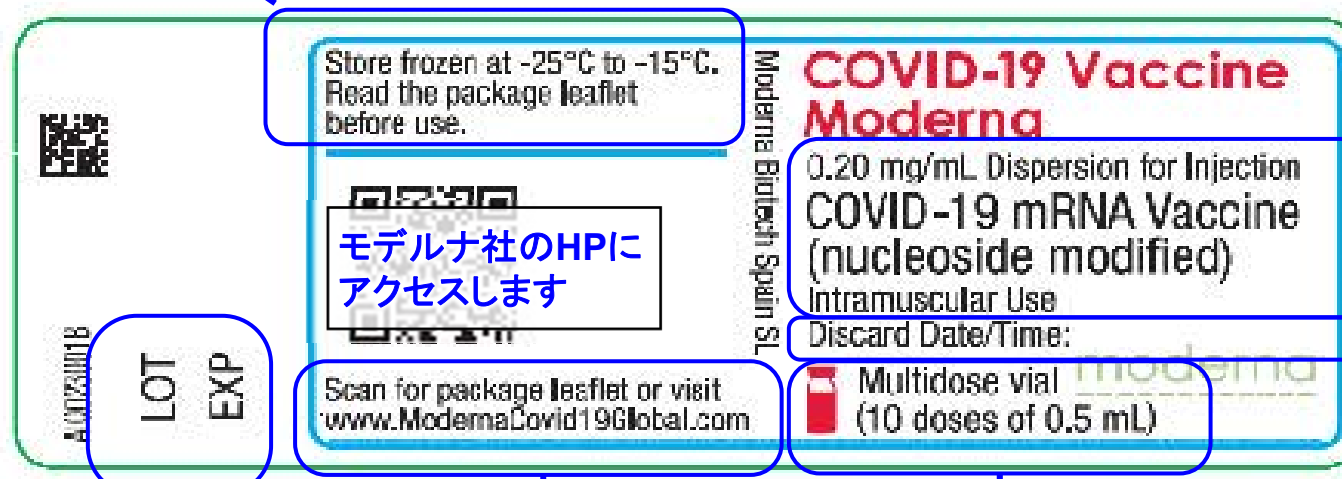 Store frozen at -25°C to -15°C.
Read the package leaflet
before use.
モデルナ社のHPに
アクセスします
Scan for package leaflet or visit
www.ModernaCovid19Global.com
LOT
EXP
Moderna Biotech Spain SL
COVID-19 Vaccine
Moderna
0.20 mg/mL Dispersion for Injection
COVID-19 mRNA Vaccine
(nucleoside modified)
Intramuscular Use
Discard Date/Time:
moderna
Multidose vial
(10 doses of 0.5 mL)